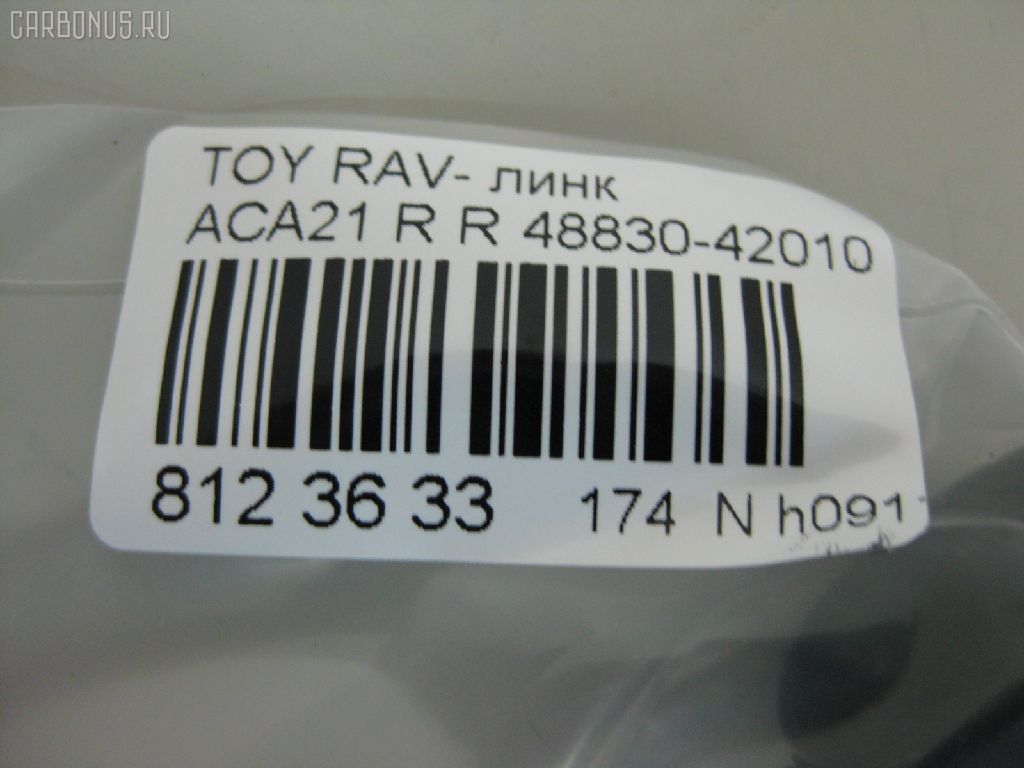 CARBONUS.RU
TOY RAV- линк
ACA21 R R 48830-42010
812 36 33 174 N h091